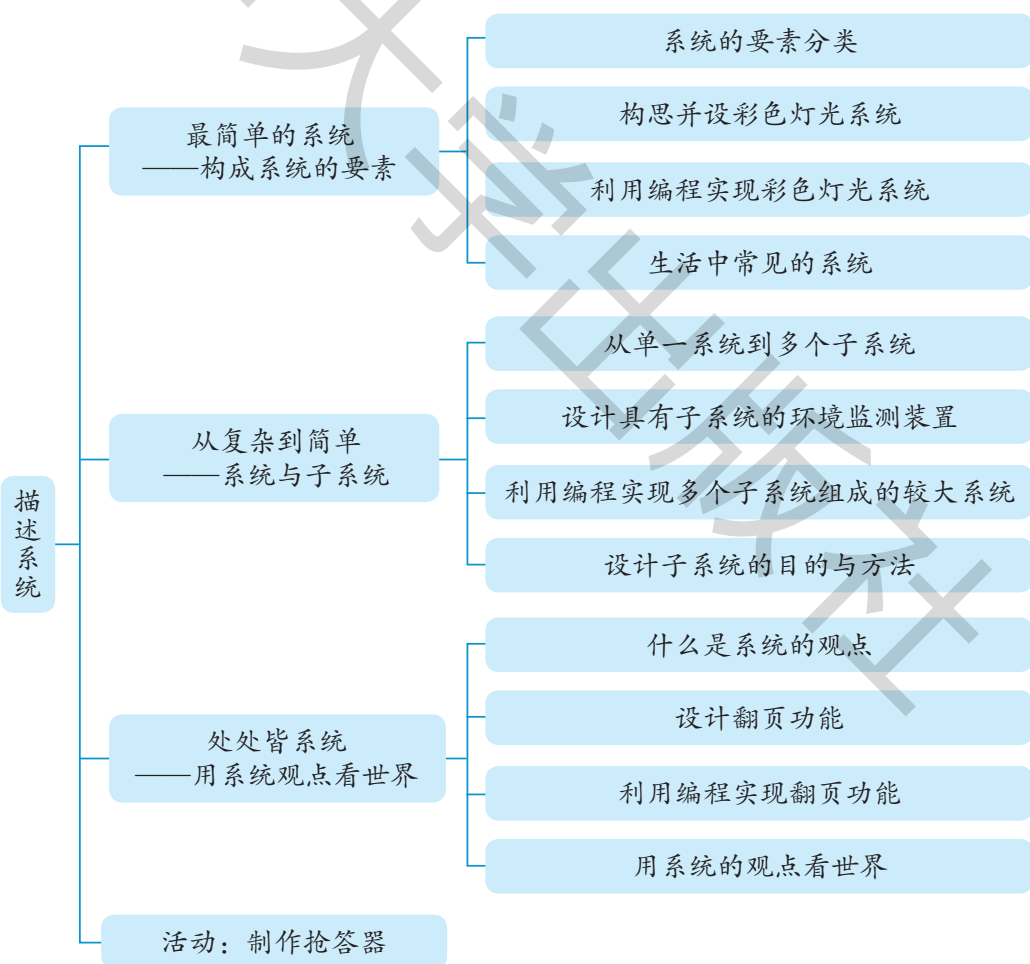 描述系统
最简单的系统
——构成系统的要素
系统的要素分类
构思并设彩色灯光系统
利用编程实现彩色灯光系统
生活中常见的系统
从复杂到简单
——系统与子系统
从单一系统到多个子系统
设计具有子系统的环境监测装置
利用编程实现多个子系统组成的较大系统
设计子系统的目的与方法
处处皆系统
——用系统观点看世界
什么是系统的观点
设计翻页功能
利用编程实现翻页功能
用系统的观点看世界
活动：制作抢答器
大学出版社